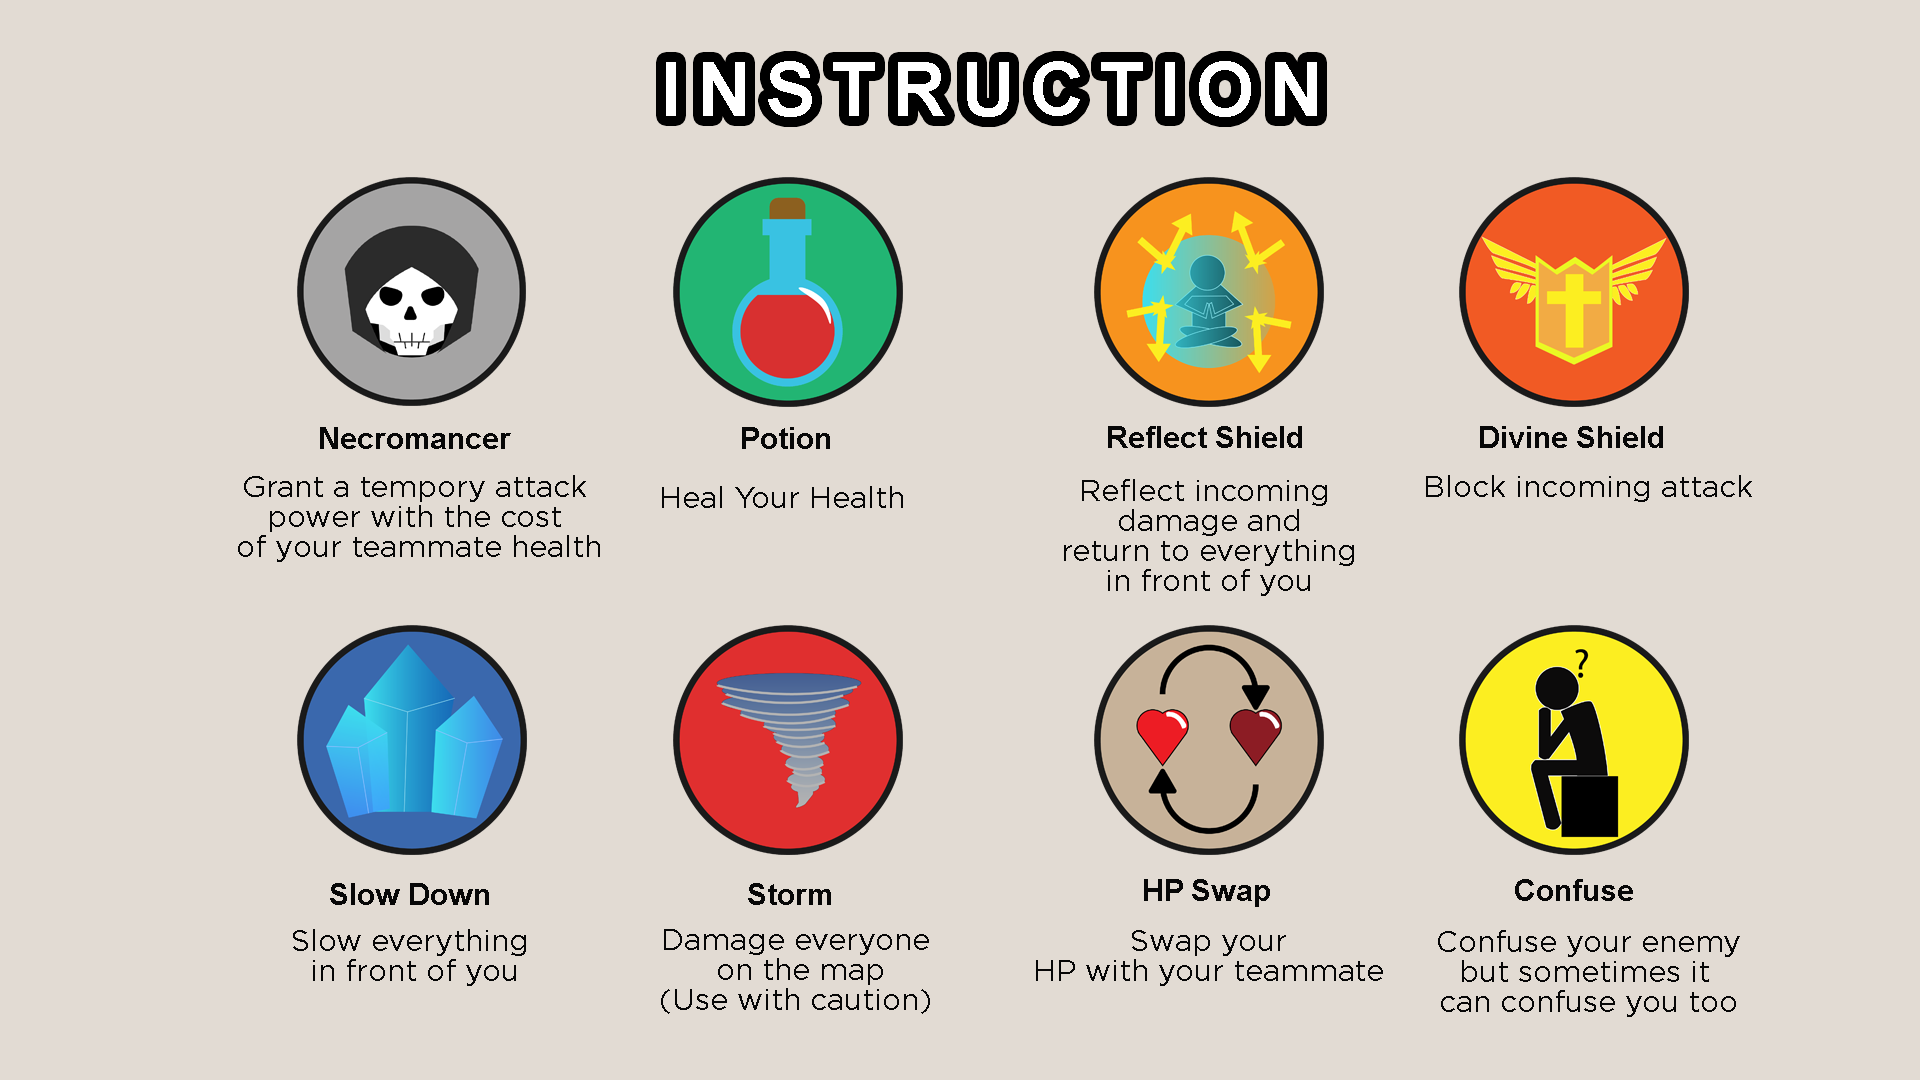 INSTRUCTION
Necromancer
Grant a tempory attack
power with the cost
of your teammate health
Potion
Heal Your Health
Reflect Shield
Reflect incoming
damage and
return to everything
in front of you
Divine Shield
Block incoming attack
Slow Down
Slow everything
in front of you
Storm
Damage everyone
on the map
(Use with caution)
HP Swap
Swap your
HP with your teammate
?
Confuse
Confuse your enemy
but sometimes it
can confuse you too